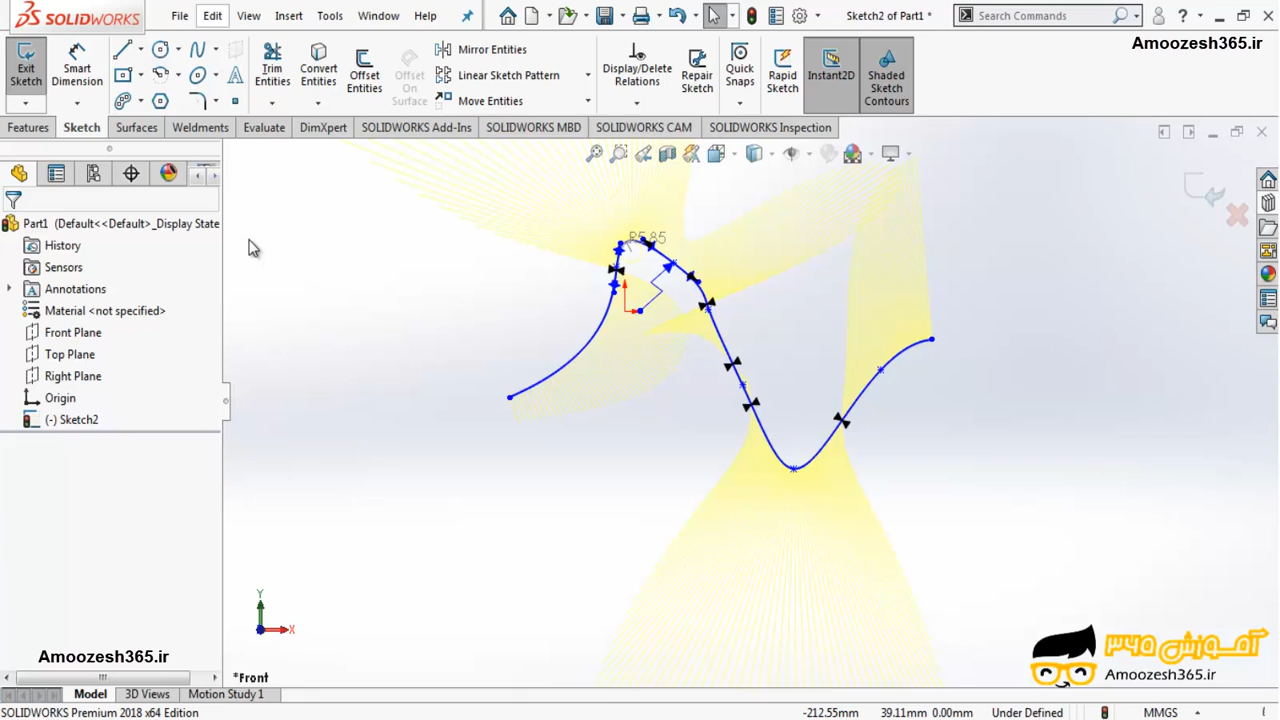 SOLIDWORKS
File Edit View Insert Tools Window Help
Sketch2 of Part1 *
Search Commands
Amoozesh365.ir
Exit Sketch
Smart Dimension
Trim Entities
Convert Entities
Offset Entities
Offset On Surface
Mirror Entities
Linear Sketch Pattern
Move Entities
Display/Delete Relations
Repair Sketch
Quick Snaps
Rapid Sketch
Instant2D
Shaded Sketch Contours
Features Sketch Surfaces Weldments Evaluate DimXpert SOLIDWORKS Add-Ins SOLIDWORKS MBD SOLIDWORKS CAM SOLIDWORKS Inspection
Part1 (Default<<Default>_Display State
History
Sensors
Annotations
Material <not specified>
Front Plane
Top Plane
Right Plane
Origin
(-) Sketch2
R5.85
Y
X
*Front
Amoozesh365.ir
آموزش ۳۶۵
Amoozesh365.ir
Model 3D Views Motion Study 1
SOLIDWORKS Premium 2018 x64 Edition
-212.55mm 39.11mm 0.00mm Under Defined MMGS